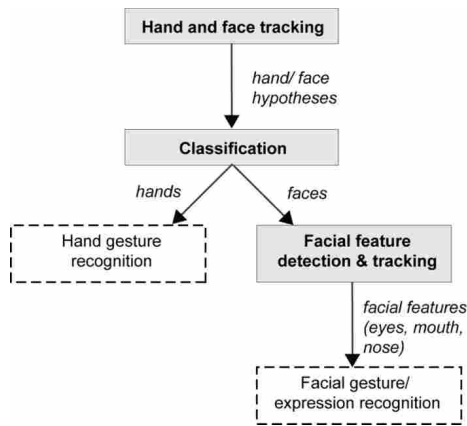 Hand and face tracking
hand/ face
hypotheses
Classification
hands
faces
Hand gesture
recognition
Facial feature
detection & tracking
facial features
(eyes, mouth,
nose)
Facial gesture/
expression recognition